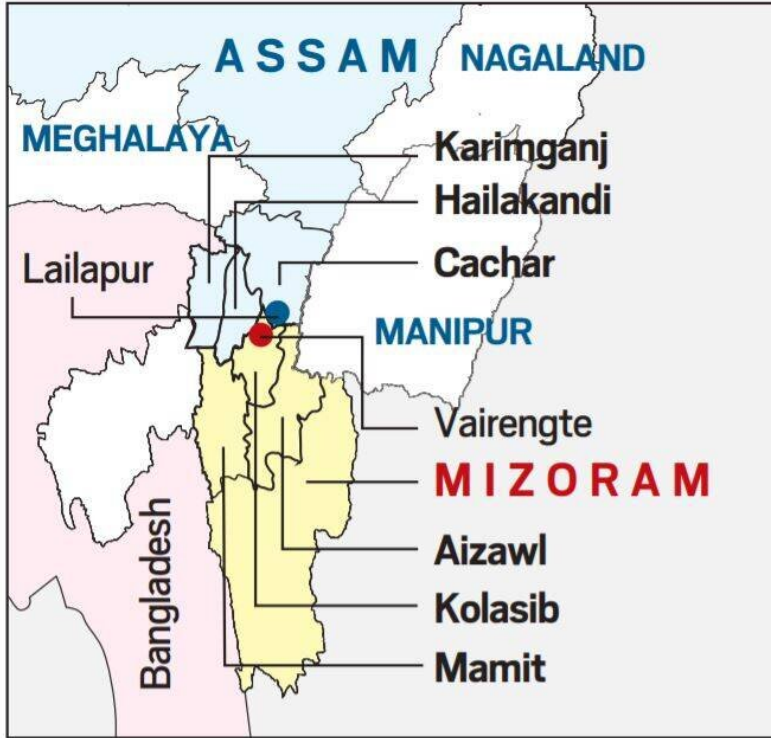 ASSAM
NAGALAND
MEGHALAYA
Karimganj
Hailakandi
Lailapur
Cachar
MANIPUR
Vairengte
MIZORAM
Bangladesh
Aizawl
Kolasib
Mamit